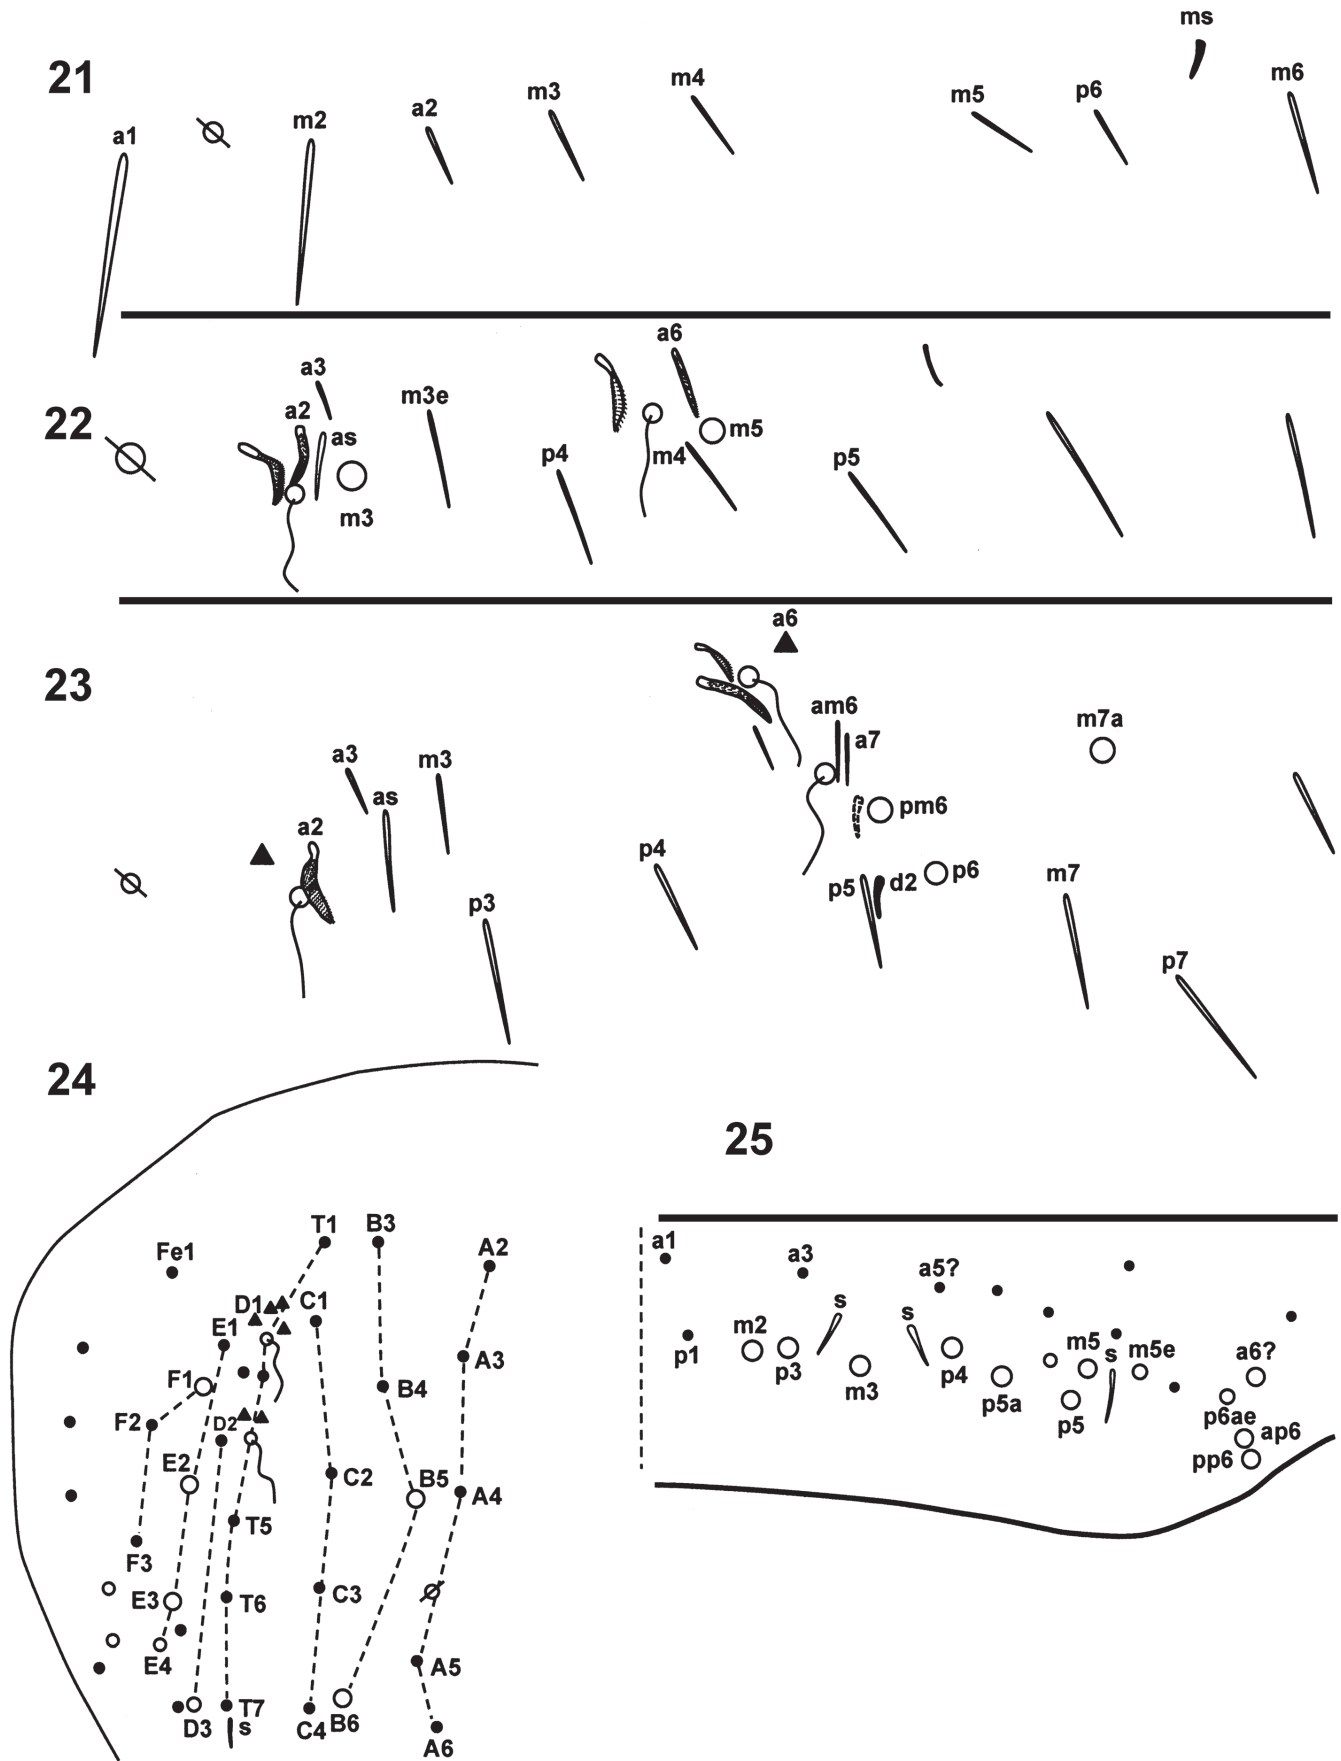 21
a1
m2
a2
m3
m4
m5
p6
ms
m6
22
a3
a2
as
m3
m3e
p4
a6
m5
m4
p5
23
a3
as
m3
a2
p3
a6
am6
a7
pm6
p4
p5
d2
p6
m7a
m7
p7
24
Fe1
T1
B3
A2
D1
C1
E1
A3
F1
B4
F2
D2
E2
C2
B5
A4
T5
F3
E3
T6
C3
E4
A5
D3
T7
s
C4
B6
A6
25
a1
a3
a5?
s
s
p1
m2
p3
m3
p4
p5a
m5
s
m5e
p5
a6?
p6ae
ap6
pp6